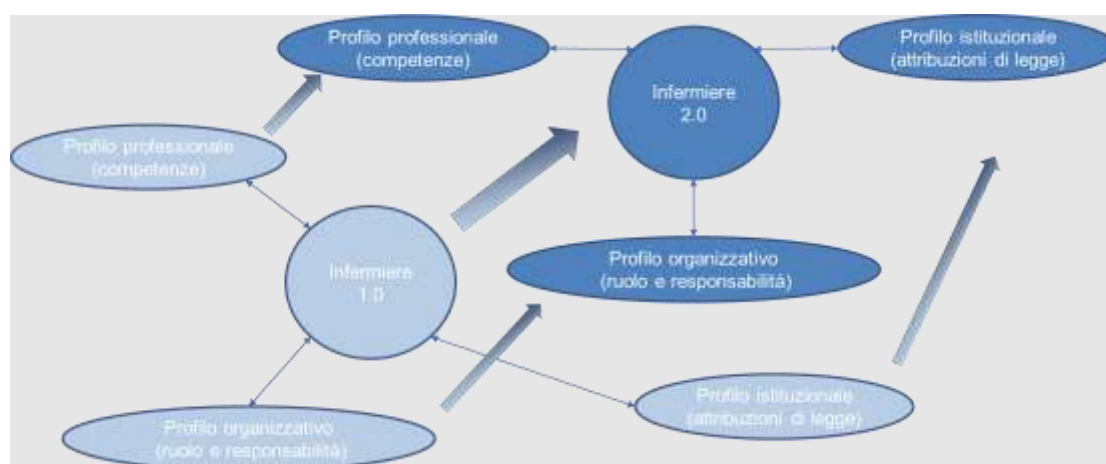 Profilo professionale
(competenze)
Infermiere
2.0
Profilo istituzionale
(attribuzioni di legge)
Profilo professionale
(competenze)
Infermiere
1.0
Profilo organizzativo
(ruolo e responsabilità)
Profilo istituzionale
(attribuzioni di legge)
Profilo organizzativo
(ruolo e responsabilità)